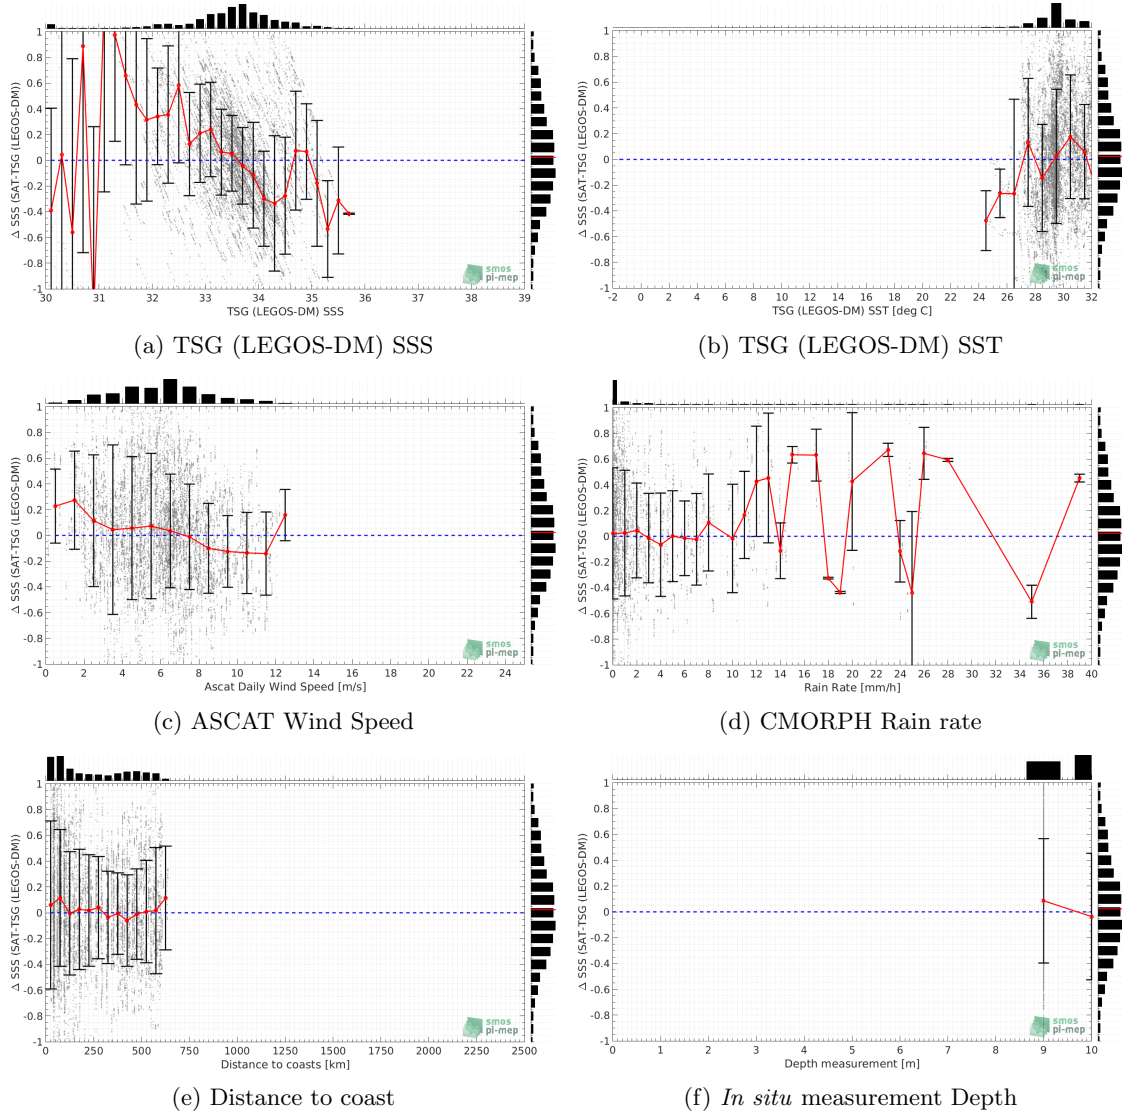 1
0.8
0.6
0.4
0.2
0
-0.2
-0.4
-0.6
-0.8
-1
Δ SSS (SAT-TSG (LEGOS-DM))
30 31 32 33 34 35 36 37 38 39
TSG (LEGOS-DM) SSS
smos
pi-mep
(a) TSG (LEGOS-DM) SSS
1
0.8
0.6
0.4
0.2
0
-0.2
-0.4
-0.6
-0.8
-1
Δ SSS (SAT-TSG (LEGOS-DM))
-2 0 2 4 6 8 10 12 14 16 18 20 22 24 26 28 30 32
TSG (LEGOS-DM) SST [deg C]
smos
pi-mep
(b) TSG (LEGOS-DM) SST
1
0.8
0.6
0.4
0.2
0
-0.2
-0.4
-0.6
-0.8
-1
Δ SSS (SAT-TSG (LEGOS-DM))
0 2 4 6 8 10 12 14 16 18 20 22 24
Ascat Daily Wind Speed [m/s]
smos
pi-mep
(c) ASCAT Wind Speed
1
0.8
0.6
0.4
0.2
0
-0.2
-0.4
-0.6
-0.8
-1
Δ SSS (SAT-TSG (LEGOS-DM))
0 2 4 6 8 10 12 14 16 18 20 22 24 26 28 30 32 34 36 38 40
Rain Rate [mm/h]
smos
pi-mep
(d) CMORPH Rain rate
1
0.8
0.6
0.4
0.2
0
-0.2
-0.4
-0.6
-0.8
-1
Δ SSS (SAT-TSG (LEGOS-DM))
0 250 500 750 1000 1250 1500 1750 2000 2250 2500
Distance to coasts [km]
smos
pi-mep
(e) Distance to coast
1
0.8
0.6
0.4
0.2
0
-0.2
-0.4
-0.6
-0.8
-1
Δ SSS (SAT-TSG (LEGOS-DM))
0 1 2 3 4 5 6 7 8 9 10
Depth measurement [m]
smos
pi-mep
(f) In situ measurement Depth